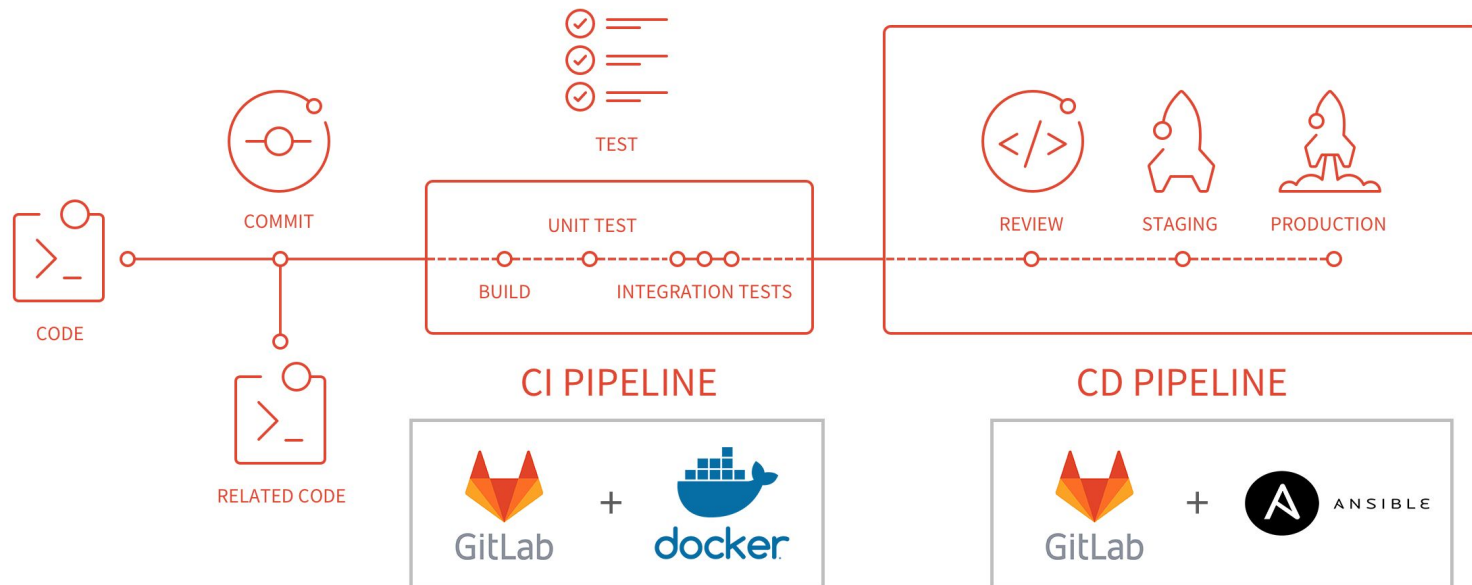 TEST
COMMIT
UNIT TEST
REVIEW
STAGING
PRODUCTION
BUILD
INTEGRATION TESTS
CODE
CI PIPELINE
CD PIPELINE
RELATED CODE
GitLab
+
docker
GitLab
+
ANSIBLE